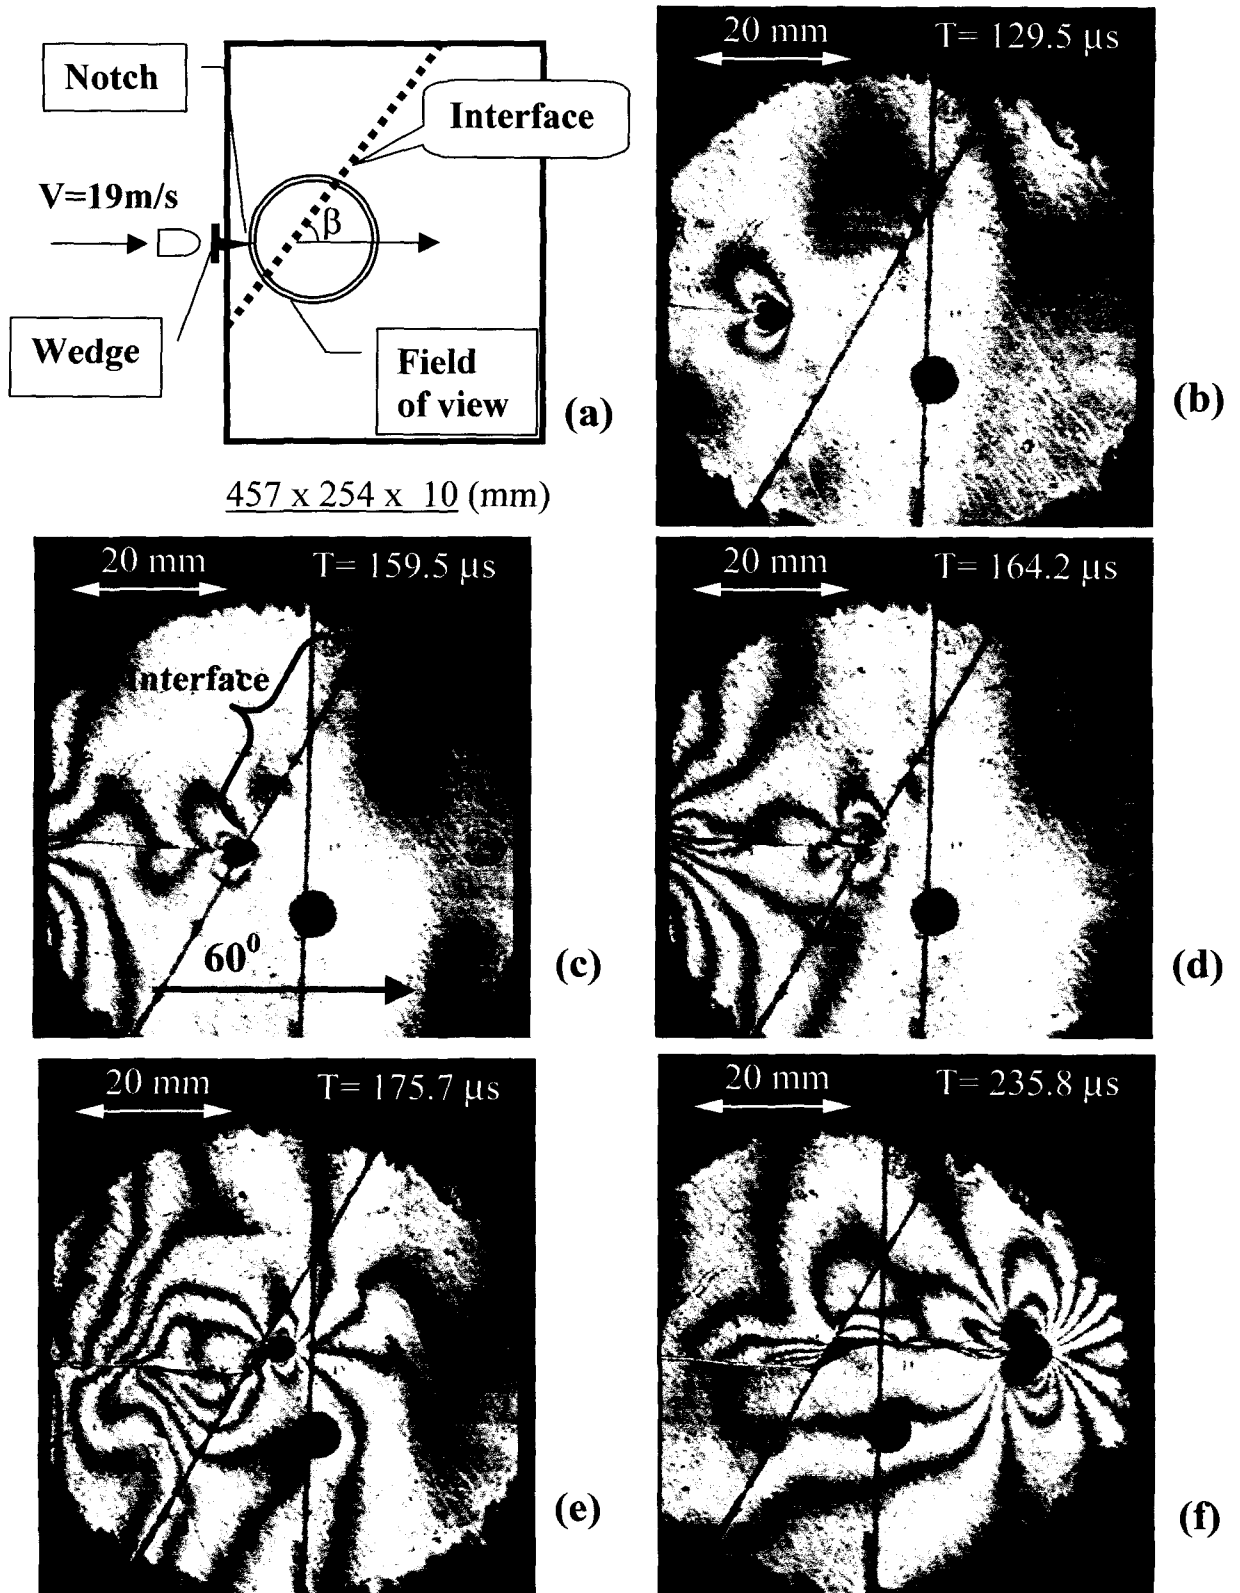 Notch
Interface
V=19m/s
β
Wedge
Field
of view
(a)
457 x 254 x 10 (mm)
20 mm T= 129.5 μs
(b)
20 mm T= 159.5 μs
Interface
60⁰
(c)
20 mm T= 164.2 μs
(d)
20 mm T= 175.7 μs
(e)
20 mm T= 235.8 μs
(f)